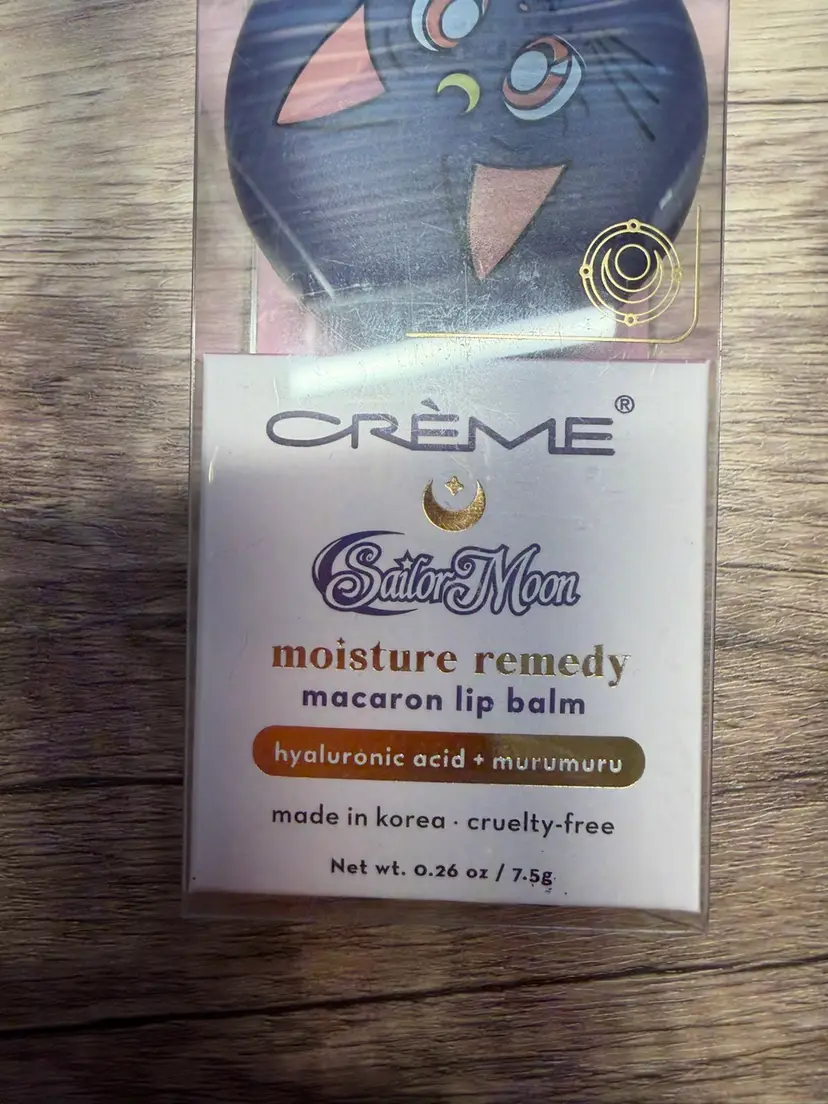 CRÈME®
Sailor Moon
moisture remedy
macaron lip balm
hyaluronic acid + murumuru
made in korea · cruelty-free
Net wt. 0.26 oz / 7.5g